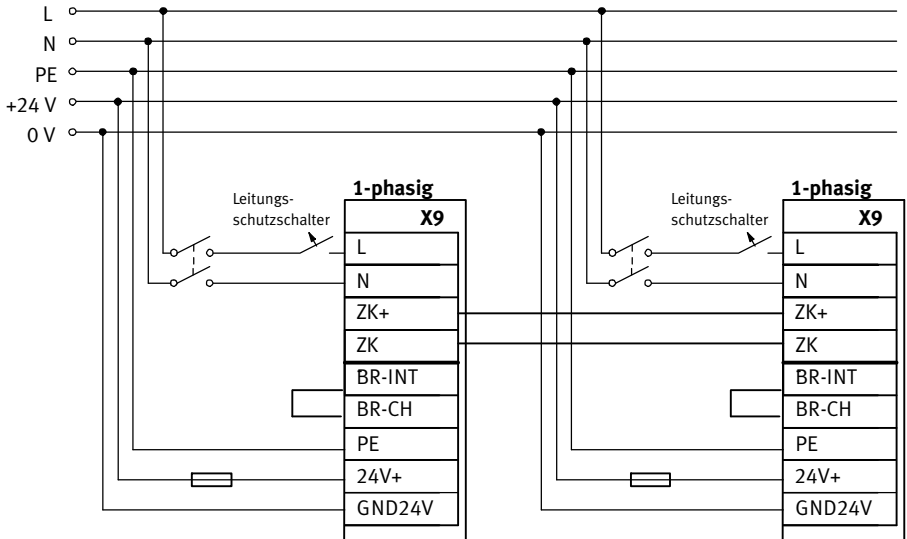 L
N
PE
+24 V
0 V
1-phasig
1-phasig
Leitungs-
schutzschalter
X9
Leitungs-
schutzschalter
X9
L
L
N
N
ZK+
ZK+
ZK
ZK
BR-INT
BR-INT
BR-CH
BR-CH
PE
PE
24V+
24V+
GND24V
GND24V